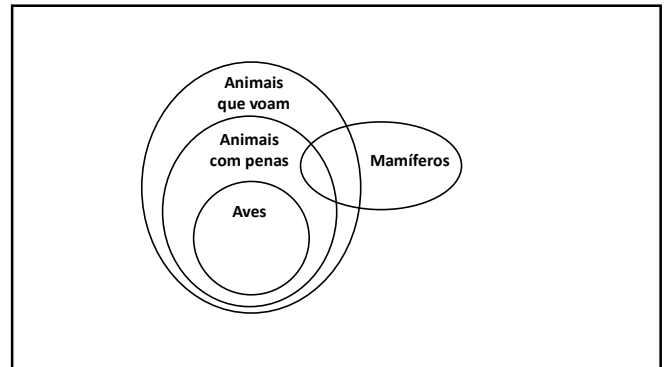 Animais
que voam
Animais
com penas
Mamíferos
Aves